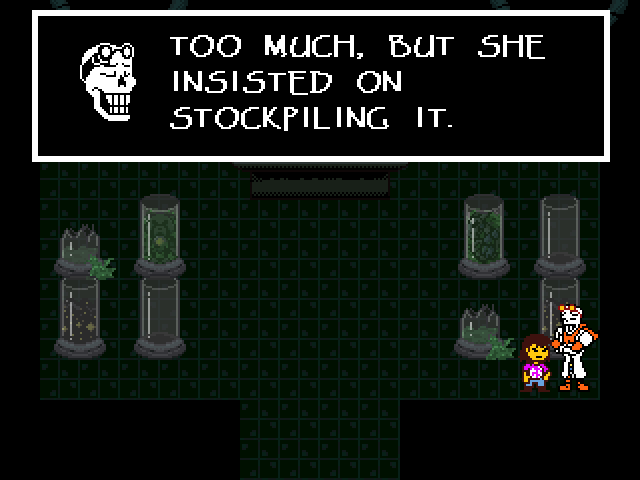 TOO MUCH, BUT SHE
INSISTED ON
STOCKPILING IT.